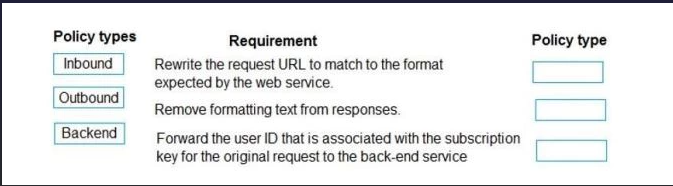 Policy types
Requirement
Policy type
Inbound
Rewrite the request URL to match to the format
expected by the web service.
Outbound
Remove formatting text from responses.
Backend
Forward the user ID that is associated with the subscription
key for the original request to the back-end service